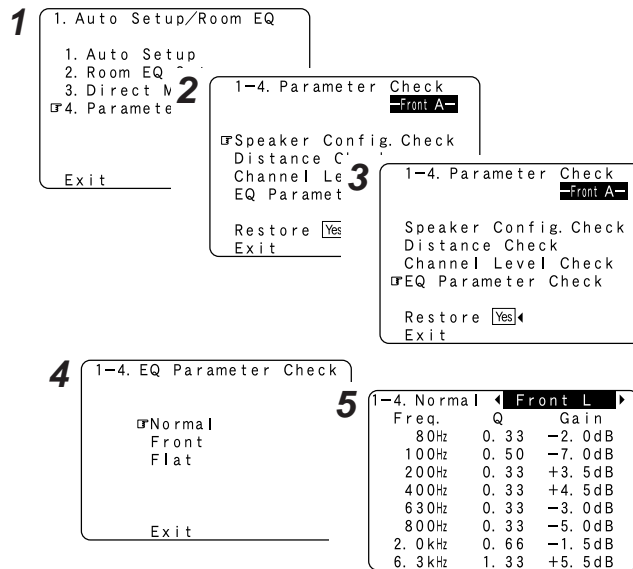 1
1. Auto Setup/Room EQ
1. Auto Setup
2. Room EQ
3. Direct
☞4. Paramete
Exit
2
1-4. Parameter Check
-Front A-
☞Speaker Config. Check
Distance
Channel Le
EQ Paramet
Restore Yes
Exit
3
1-4. Parameter Check
-Front A-
Speaker Config. Check
Distance Check
Channel Level Check
☞EQ Parameter Check
Restore Yes◀
Exit
4
1-4. EQ Parameter Check
☞Normal
Front
Flat
Exit
5
1-4. Normal ◀ Front L ▶
Freq. Q Gain
80Hz 0.33 -2.0dB
100Hz 0.50 -7.0dB
200Hz 0.33 +3.5dB
400Hz 0.33 +4.5dB
630Hz 0.33 -3.0dB
800Hz 0.33 -5.0dB
2.0kHz 0.66 -1.5dB
6.3kHz 1.33 +5.5dB